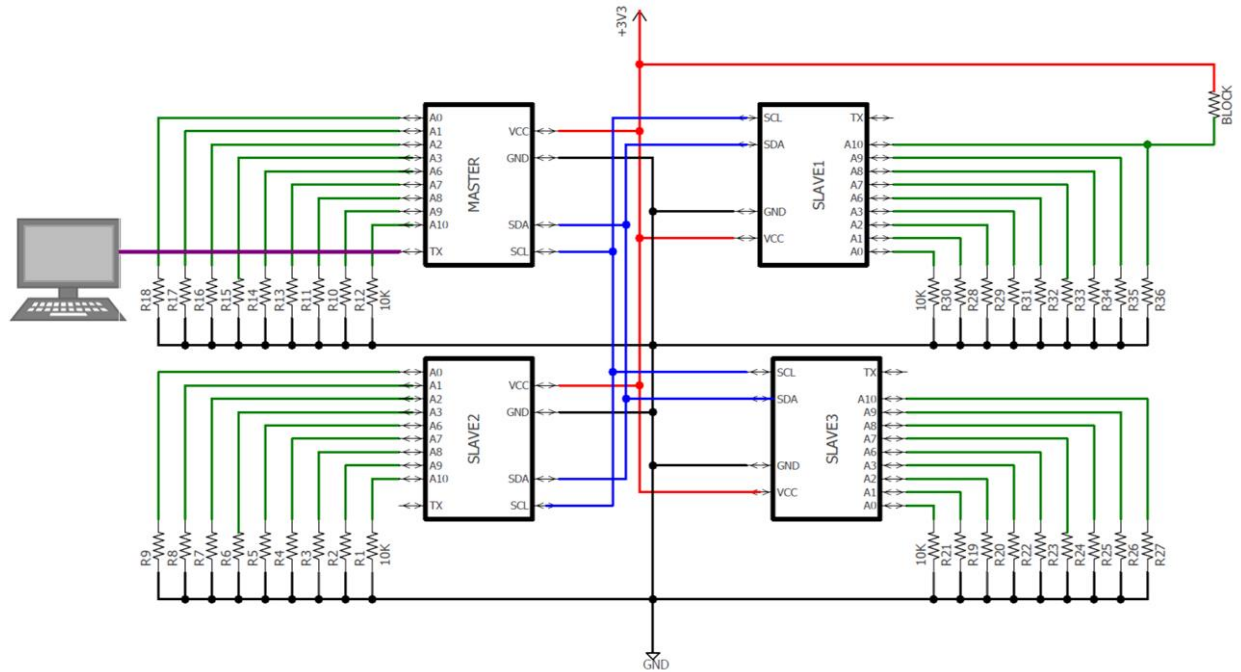 +3V3
BLOCK
MASTER
A0
A1
A2
A3
A6
A7
A8
A9
A10
TX
VCC
GND
SDA
SCL
SLAVE1
SCL
SDA
GND
VCC
TX
A10
A9
A8
A7
A6
A3
A2
A1
A0
R18
R17
R16
R15
R14
R13
R11
R10
R12
10K
10K
R30
R28
R29
R31
R32
R33
R34
R35
R36
SLAVE2
A0
A1
A2
A3
A6
A7
A8
A9
A10
TX
VCC
GND
SDA
SCL
SLAVE3
SCL
SDA
GND
VCC
TX
A10
A9
A8
A7
A6
A3
A2
A1
A0
R9
R8
R7
R6
R5
R4
R3
R2
R1
10K
10K
R21
R19
R20
R22
R23
R24
R25
R26
R27
GND